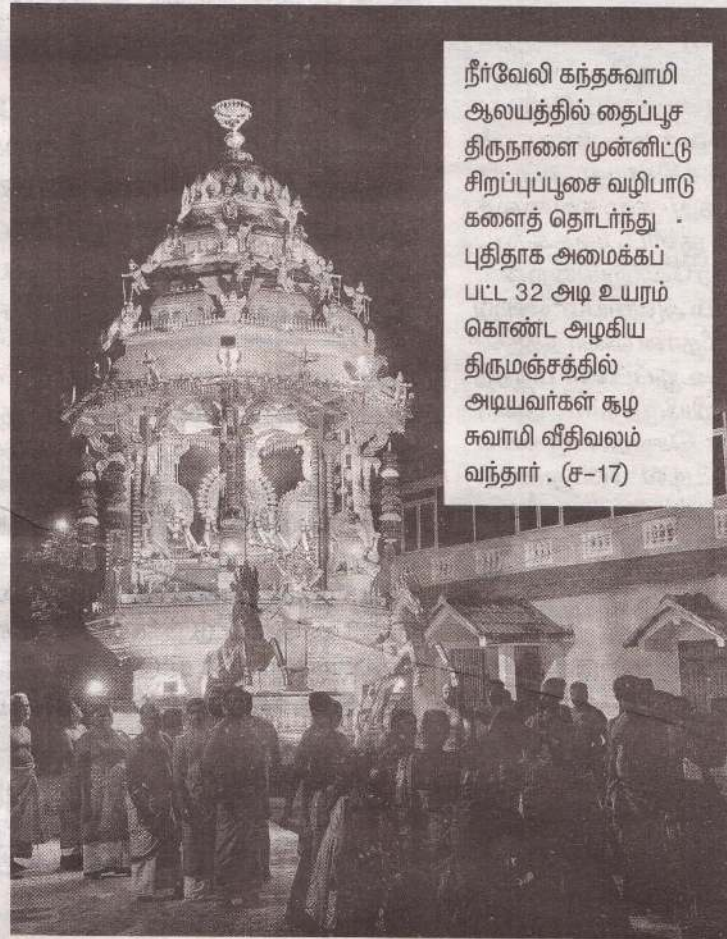 நீர்வேலி கந்தசுவாமி
ஆலயத்தில் தைப்பூச
திருநாளை முன்னிட்டு
சிறப்புப்பூசை வழிபாடு
களைத் தொடர்ந்து
புதிதாக அமைக்கப்
பட்ட 32 அடி உயரம்
கொண்ட அழகிய
திருமஞ்சத்தில்
அடியவர்கள் சூழ
சுவாமி வீதிவலம்
வந்தார் . (ச-17)